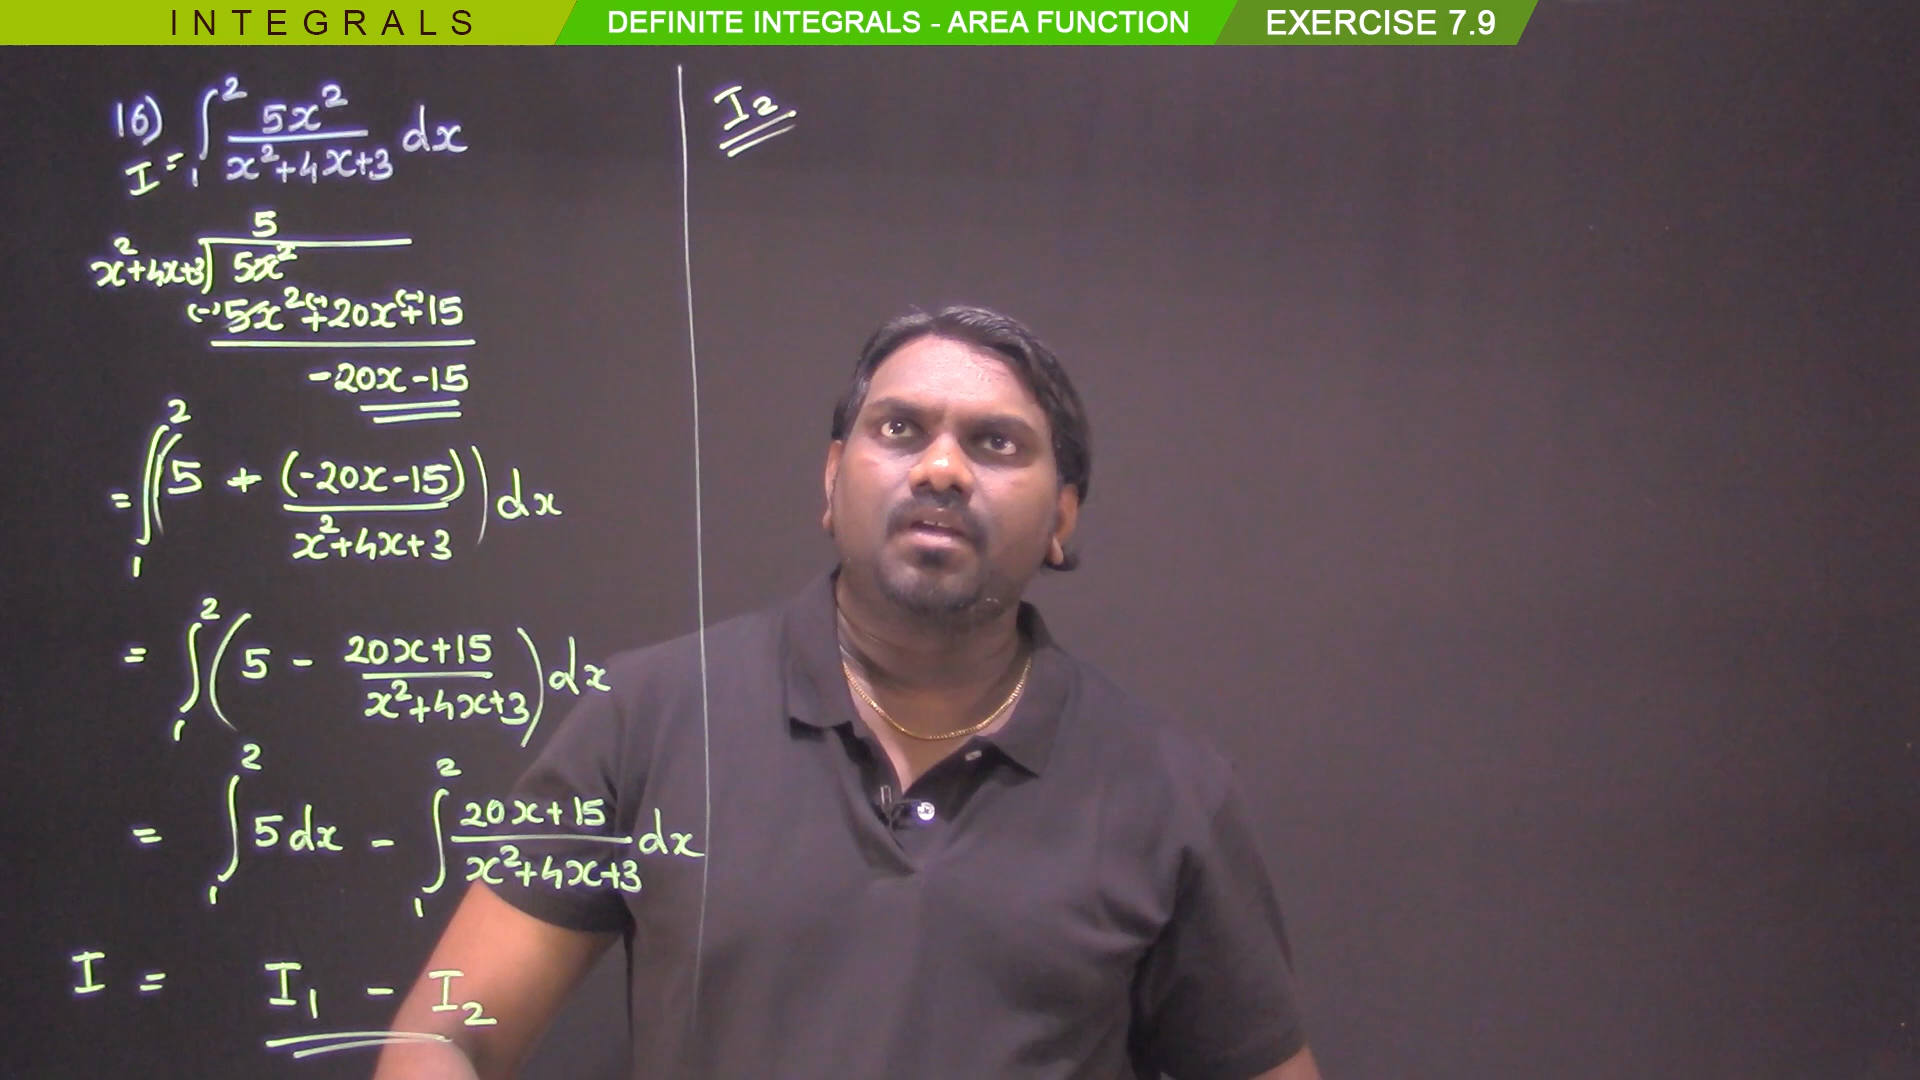 INTEGRALS DEFINITE INTEGRALS - AREA FUNCTION EXERCISE 7.9
16) I = ∫₁² 5x²/(x²+4x+3) dx
5
x²+4x+3) 5x²
(-)5x² (-)+20x (-)+15
-20x-15
= ∫₁² (5 + (-20x-15)/(x²+4x+3)) dx
= ∫₁² (5 - (20x+15)/(x²+4x+3)) dx
= ∫₁² 5dx - ∫₁² (20x+15)/(x²+4x+3) dx
I = I₁ - I₂
I₂